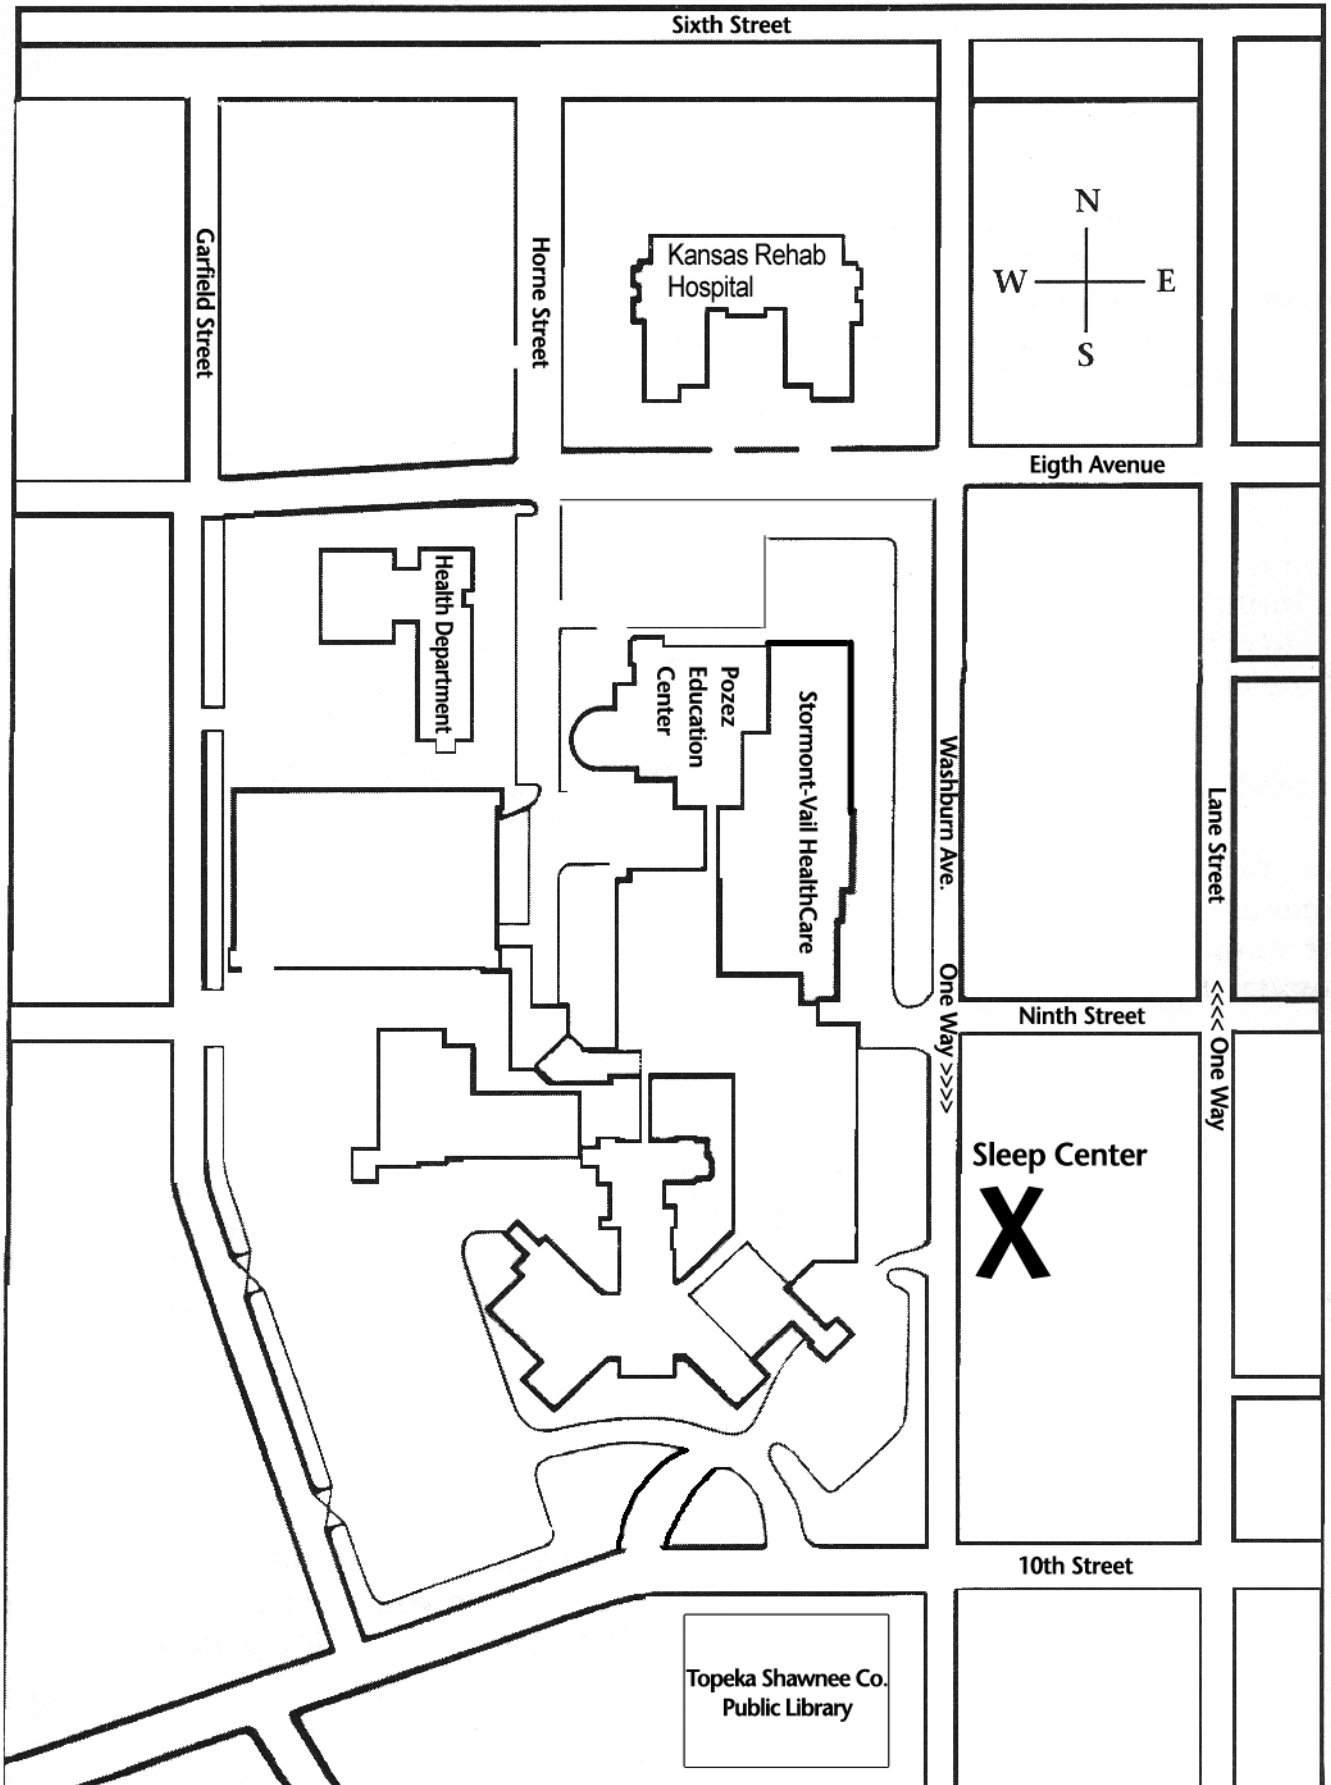 Sixth Street
N
W
E
S
Garfield Street
Horne Street
Kansas Rehab
Hospital
Eigth Avenue
Health Department
Pozez
Education
Center
Stormont-Vail HealthCare
Washburn Ave.
One Way >>>>
Lane Street
<<<< One Way
Ninth Street
Sleep Center
X
10th Street
Topeka Shawnee Co.
Public Library